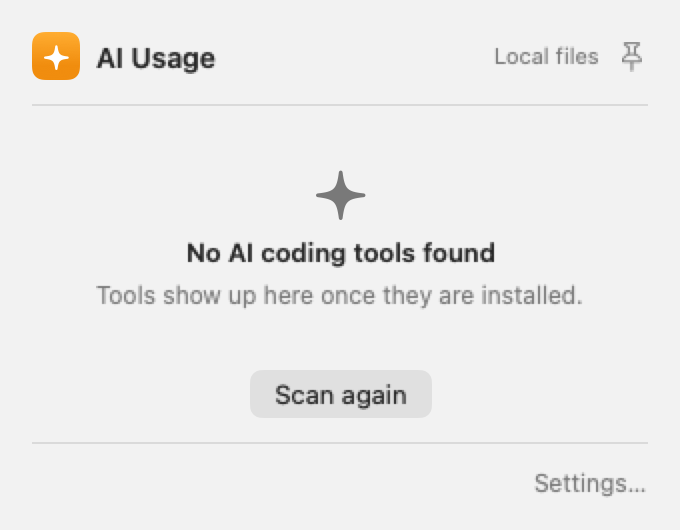 AI Usage
Local files
No AI coding tools found
Tools show up here once they are installed.
Scan again
Settings...